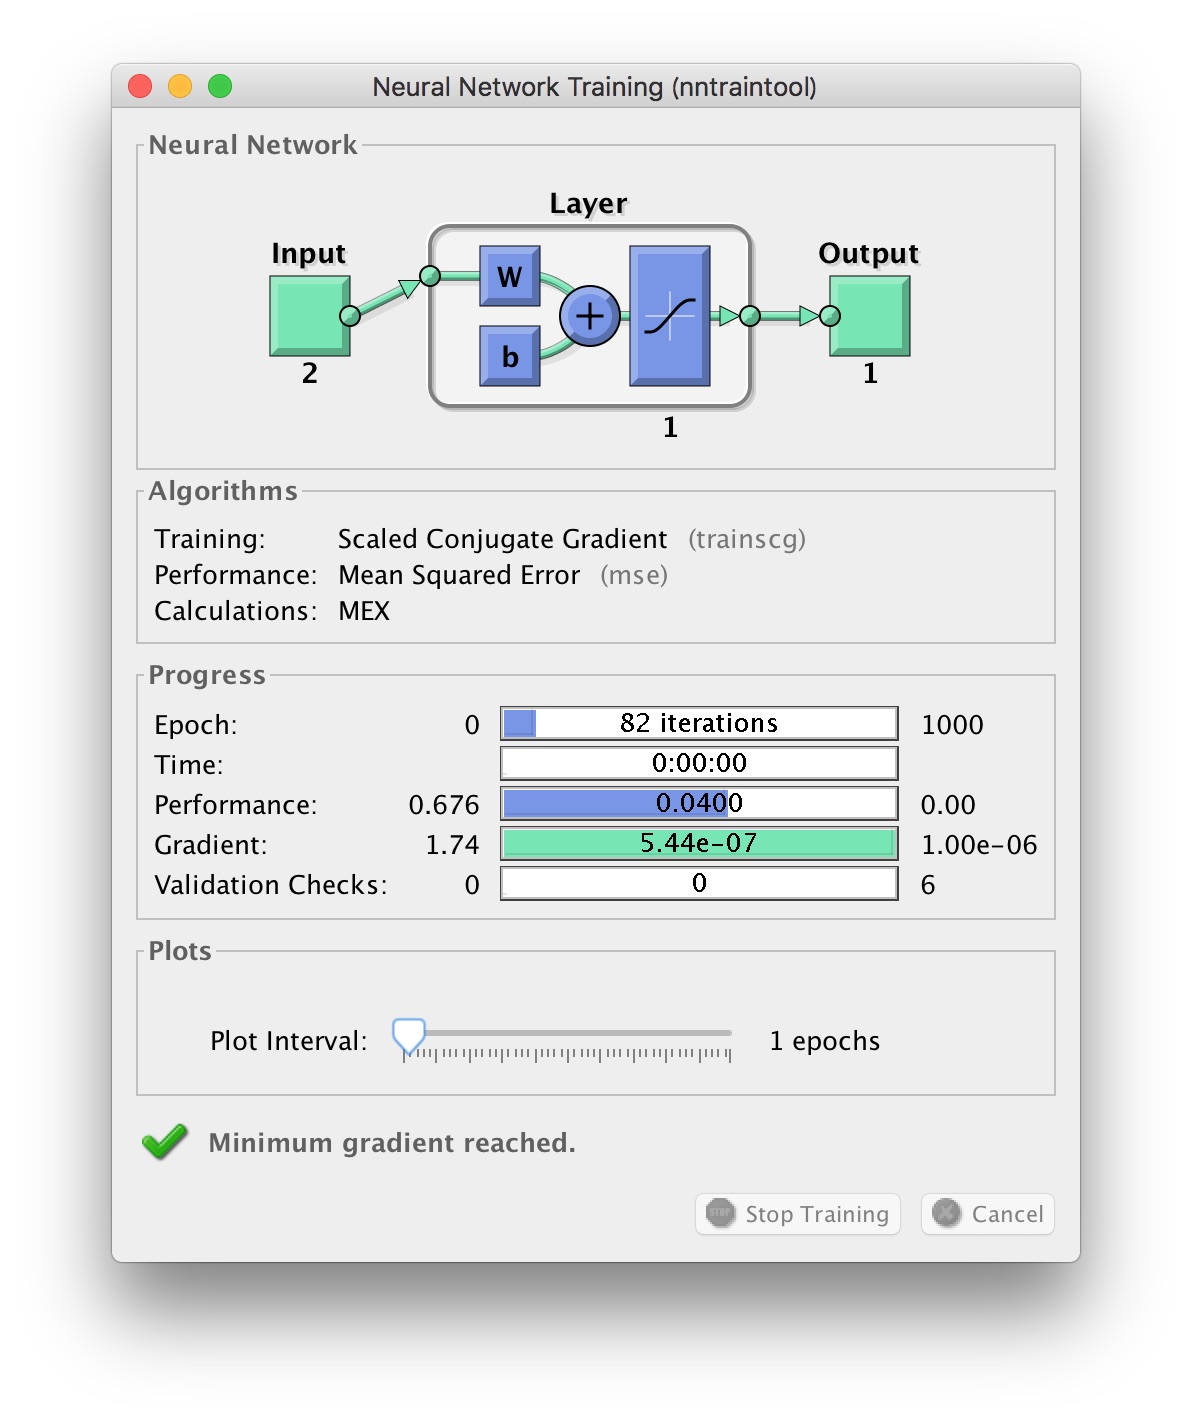 Neural Network Training (nntraintool)
Neural Network
Layer
Input
Output
W
b
2
1
1
Algorithms
Training: Scaled Conjugate Gradient (trainscg)
Performance: Mean Squared Error (mse)
Calculations: MEX
Progress
Epoch: 0 82 iterations 1000
Time: 0:00:00
Performance: 0.676 0.0400 0.00
Gradient: 1.74 5.44e-07 1.00e-06
Validation Checks: 0 0 6
Plots
Plot Interval: 1 epochs
Minimum gradient reached.
STOP Stop Training Cancel